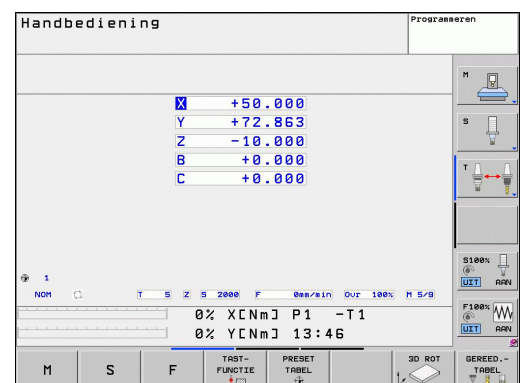 Handbediening
Programmeren
M
X +50.000
Y +72.863
S
Z -10.000
B +0.000
T
C +0.000
1
S100%
UIT AAN
NOM T 5 Z S 2000 F 0mm/min Ovr 100% M 5/9
0% X[Nm] P1 -T1
F100%
0% Y[Nm] 13:46
UIT AAN
M
S
F
TAST-
FUNCTIE
PRESET
TABEL
3D ROT
GEREED.-
TABEL